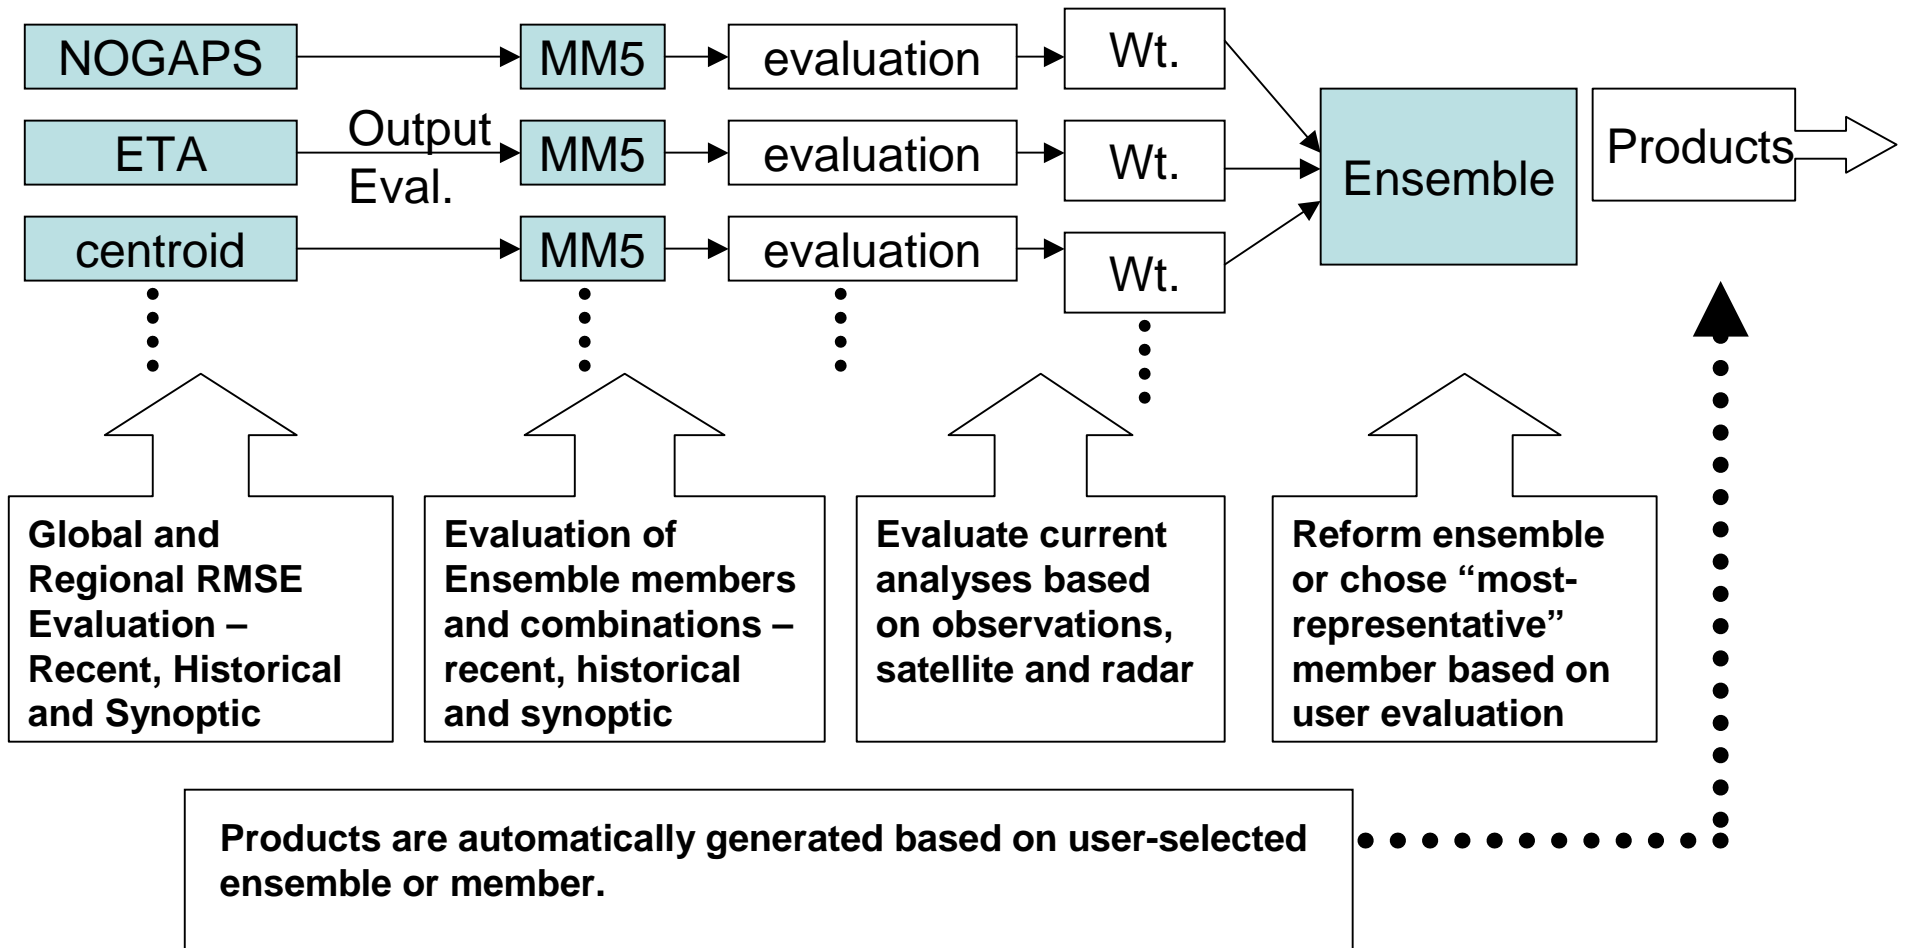 NOGAPS
MM5
evaluation
Wt.
ETA
Output
Eval.
MM5
evaluation
Wt.
centroid
MM5
evaluation
Wt.
Ensemble
Products
Global and
Regional RMSE
Evaluation –
Recent, Historical
and Synoptic
Evaluation of
Ensemble members
and combinations –
recent, historical
and synoptic
Evaluate current
analyses based
on observations,
satellite and radar
Reform ensemble
or chose “most-
representative”
member based on
user evaluation
Products are automatically generated based on user-selected
ensemble or member.